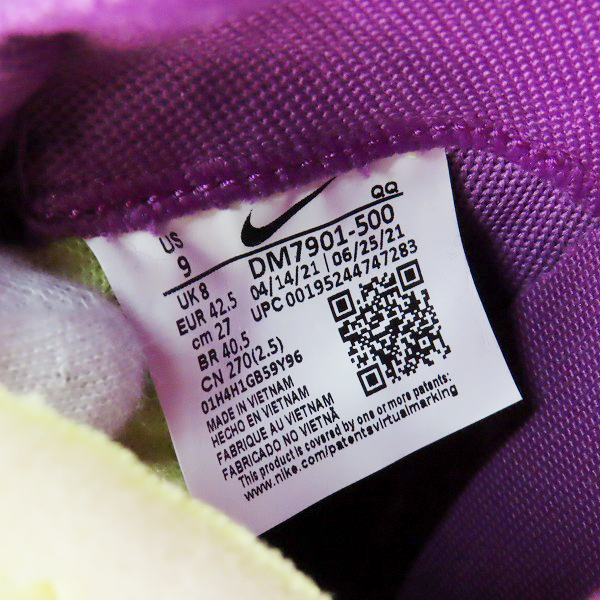 QQ
US
9
DM7901-500
04/14/21 | 06/25/21
UPC 00195244747283
UK 8
EUR 42.5
cm 27
BR 40.5
CN 270(2.5)
01H4H1GB59Y96
MADE IN VIETNAM
HECHO EN VIETNAM
FABRIQUE AU VIETNAM
FABRICADO NO VIETNÃ
This product is covered by one or more patents:
www.nike.com/patentsvirtualmarking